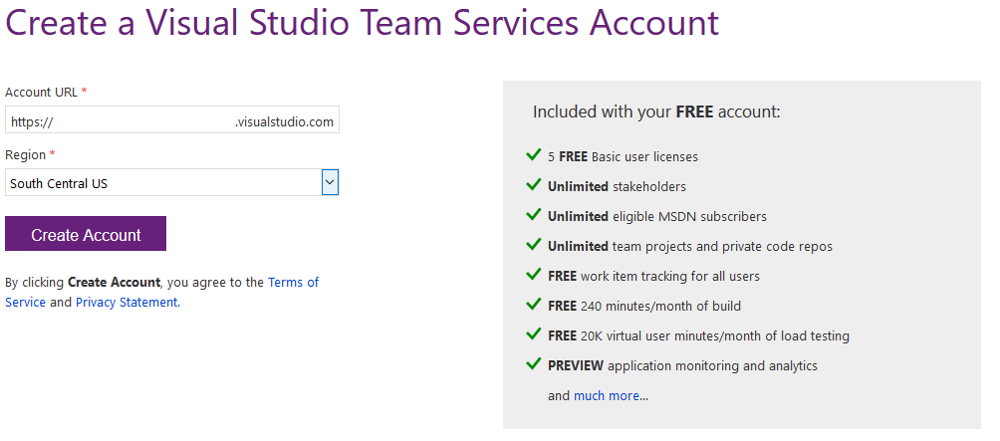 Create a Visual Studio Team Services Account
Account URL *
https:// .visualstudio.com
Region *
South Central US
Create Account
By clicking Create Account, you agree to the Terms of
Service and Privacy Statement.
Included with your FREE account:
5 FREE Basic user licenses
Unlimited stakeholders
Unlimited eligible MSDN subscribers
Unlimited team projects and private code repos
FREE work item tracking for all users
FREE 240 minutes/month of build
FREE 20K virtual user minutes/month of load testing
PREVIEW application monitoring and analytics
and much more...